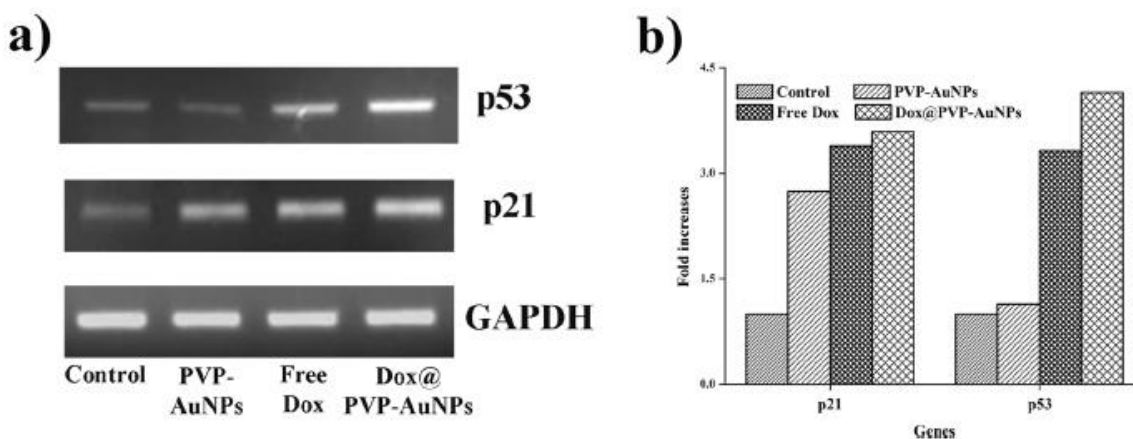 a)
p53
p21
GAPDH
Control
PVP-
AuNPs
Free
Dox
Dox@
PVP-AuNPs
b)
4.5
3.0
1.5
0.0
Fold increases
Control
PVP-AuNPs
Free Dox
Dox@PVP-AuNPs
p21
p53
Genes